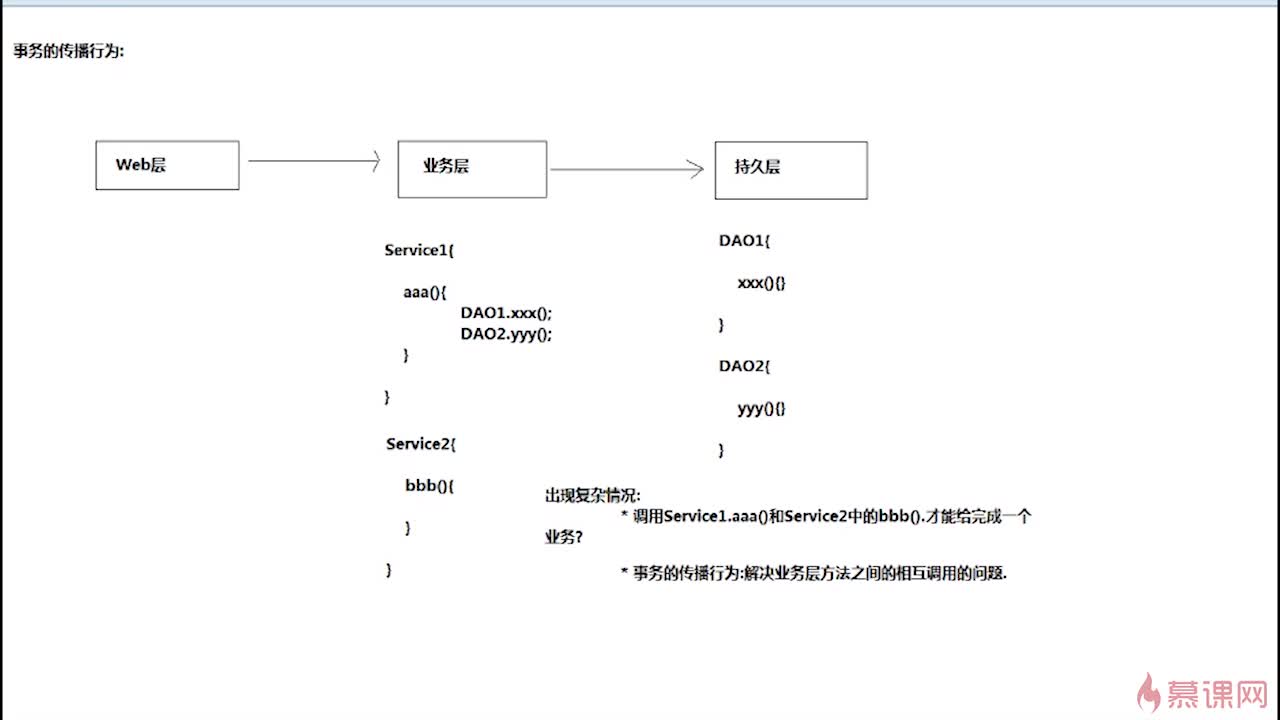 事务的传播行为:
Web层
业务层
持久层
Service1{
aaa(){
DAO1.xxx();
DAO2.yyy();
}
}
Service2{
bbb(){
}
}
DAO1{
xxx(){}
}
DAO2{
yyy(){}
}
出现复杂情况:
* 调用Service1.aaa()和Service2中的bbb().才能给完成一个
业务?
* 事务的传播行为:解决业务层方法之间的相互调用的问题.
慕课网